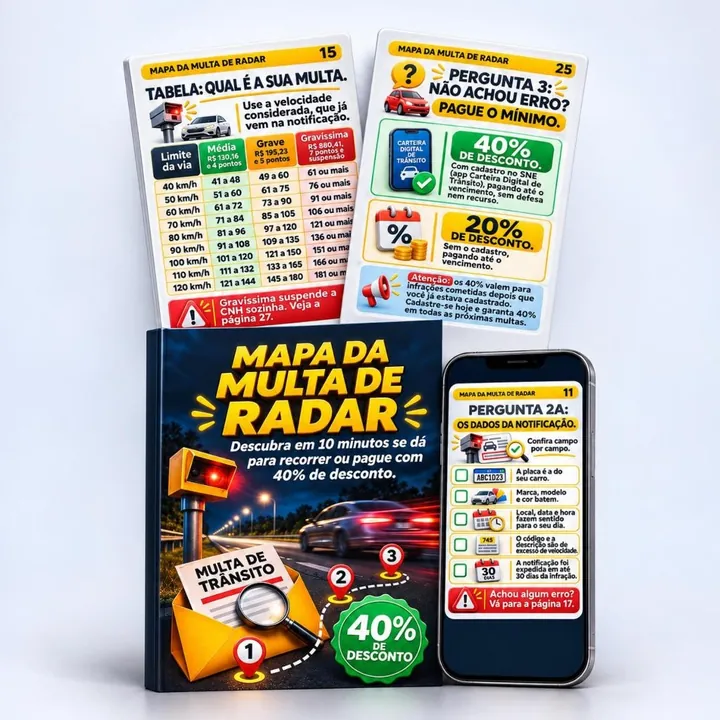 MAPA DA MULTA DE RADAR 15
TABELA: QUAL É A SUA MULTA.
Use a velocidade
considerada, que já
vem na notificação.
Limite da via | Média R$ 130,16 e 4 pontos | Grave R$ 195,23 e 5 pontos | Gravíssima R$ 880,41, 7 pontos e suspensão
40 km/h 41 a 48 49 a 60 61 ou mais
50 km/h 51 a 60 61 a 75 76 ou mais
60 km/h 61 a 72 73 a 90 91 ou mais
70 km/h 71 a 84 85 a 105 106 ou mais
80 km/h 81 a 96 97 a 120 121 ou mais
90 km/h 91 a 108 109 a 135 136 ou mais
100 km/h 101 a 120 121 a 150 151 ou mais
110 km/h 111 a 132 133 a 165 166 ou mais
120 km/h 121 a 144 145 a 180 181 ou mais
Gravíssima suspende a
CNH sozinha. Veja a
página 27.
MAPA DA MULTA DE RADAR 25
PERGUNTA 3:
NÃO ACHOU ERRO?
PAGUE O MÍNIMO.
CARTEIRA
DIGITAL DE
TRÂNSITO
40%
DE DESCONTO.
Com cadastro no SNE
(app Carteira Digital de
Trânsito), pagando até o
vencimento, sem defesa
nem recurso.
%
20%
DE DESCONTO.
Sem o cadastro,
pagando até o
vencimento.
Atenção: os 40% valem para
infrações cometidas depois que
você já estava cadastrado.
Cadastre-se hoje e garanta 40%
em todas as próximas multas.
MAPA DA
MULTA DE
RADAR
Descubra em 10 minutos se dá
para recorrer ou pague com
40% de desconto.
MULTA DE
TRÂNSITO
1
2
3
40%
DE
DESCONTO
MAPA DA MULTA DE RADAR 11
PERGUNTA 2A:
OS DADOS DA NOTIFICAÇÃO.
Confira campo
por campo.
ABC1D23
A placa é a do
seu carro.
Marca, modelo
e cor batem.
Local, data e hora
fazem sentido
para o seu dia.
745
O código e a
descrição são de
excesso de velocidade.
30
DIAS
A notificação foi
expedida em até
30 dias da infração.
Achou algum erro?
Vá para a página 17.